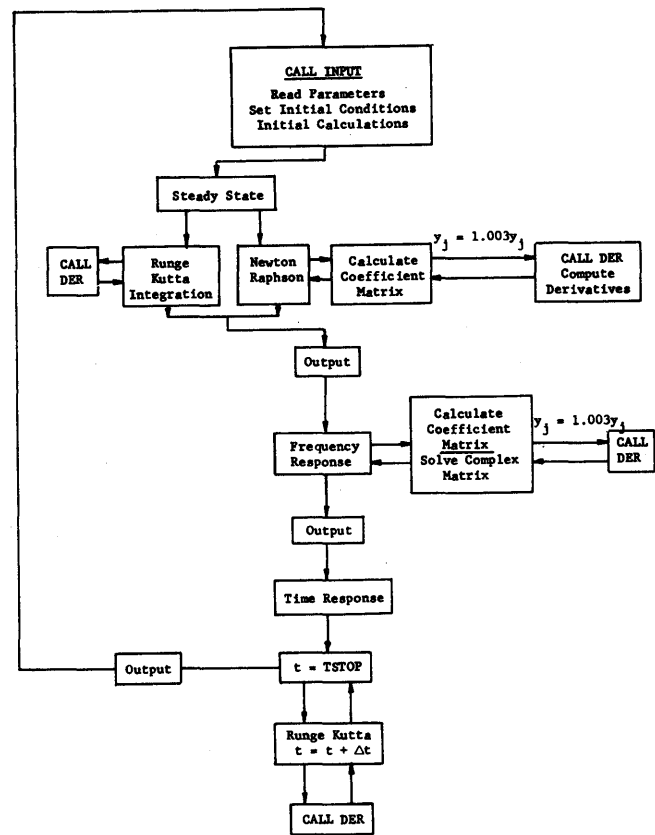 CALL INPUT
Read Parameters
Set Initial Conditions
Initial Calculations
Steady State
CALL
DER
Runge
Kutta
Integration
Newton
Raphson
Calculate
Coefficient
Matrix
y_j = 1.003y_j
CALL DER
Compute
Derivatives
Output
Frequency
Response
Calculate
Coefficient
Matrix
Solve Complex
Matrix
y_j = 1.003y_j
CALL
DER
Output
Time Response
Output
t = TSTOP
Runge Kutta
t = t + Δt
CALL DER